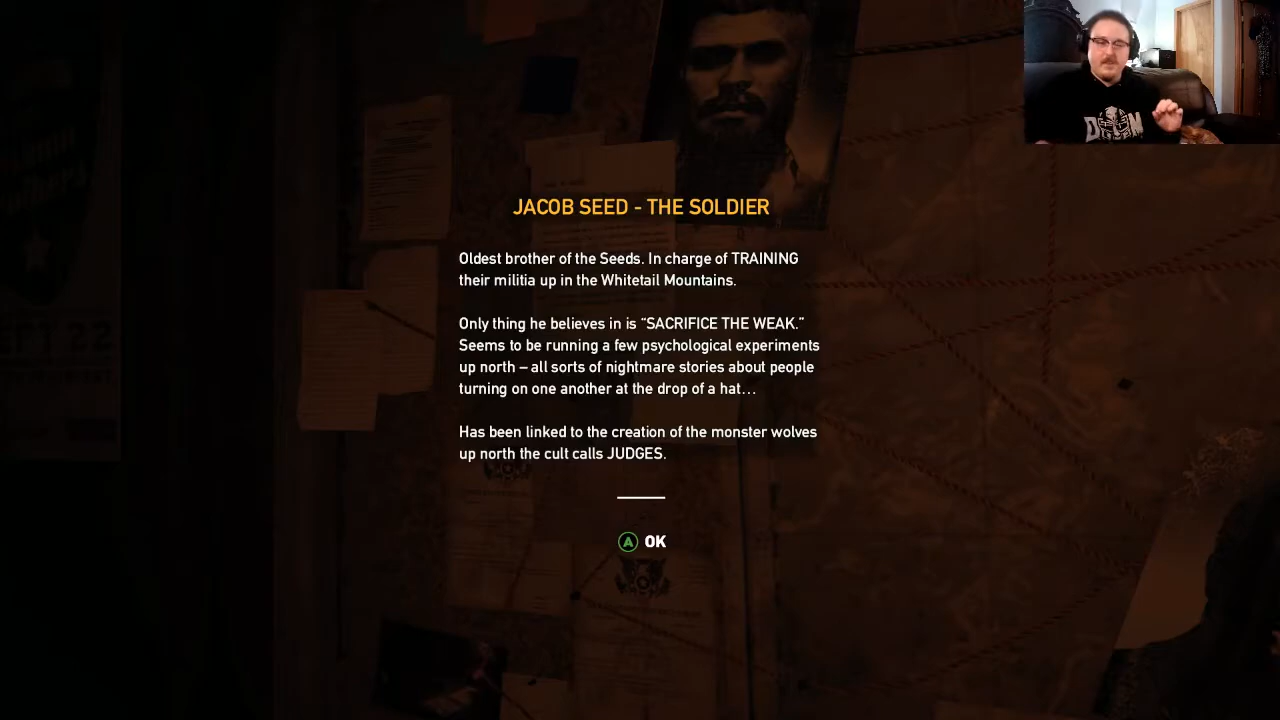 JACOB SEED - THE SOLDIER
Oldest brother of the Seeds. In charge of TRAINING
their militia up in the Whitetail Mountains.
Only thing he believes in is “SACRIFICE THE WEAK.”
Seems to be running a few psychological experiments
up north – all sorts of nightmare stories about people
turning on one another at the drop of a hat…
Has been linked to the creation of the monster wolves
up north the cult calls JUDGES.
A OK